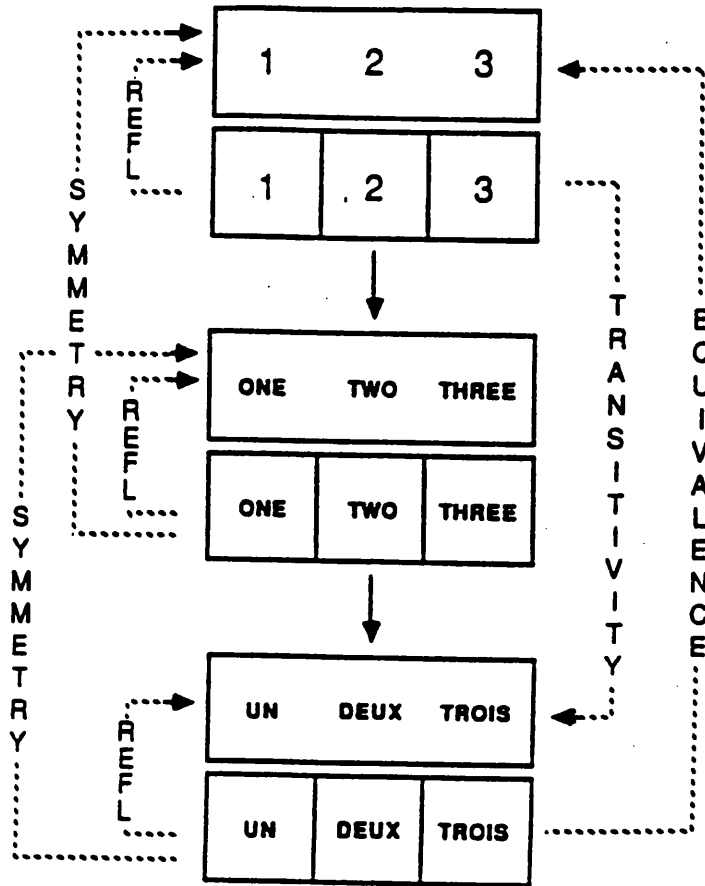 1 2 3
1 2 3
ONE TWO THREE
ONE TWO THREE
UN DEUX TROIS
UN DEUX TROIS
REFL
REFL
REFL
SYMMETRY
SYMMETRY
TRANSITIVITY
EQUIVALENCE